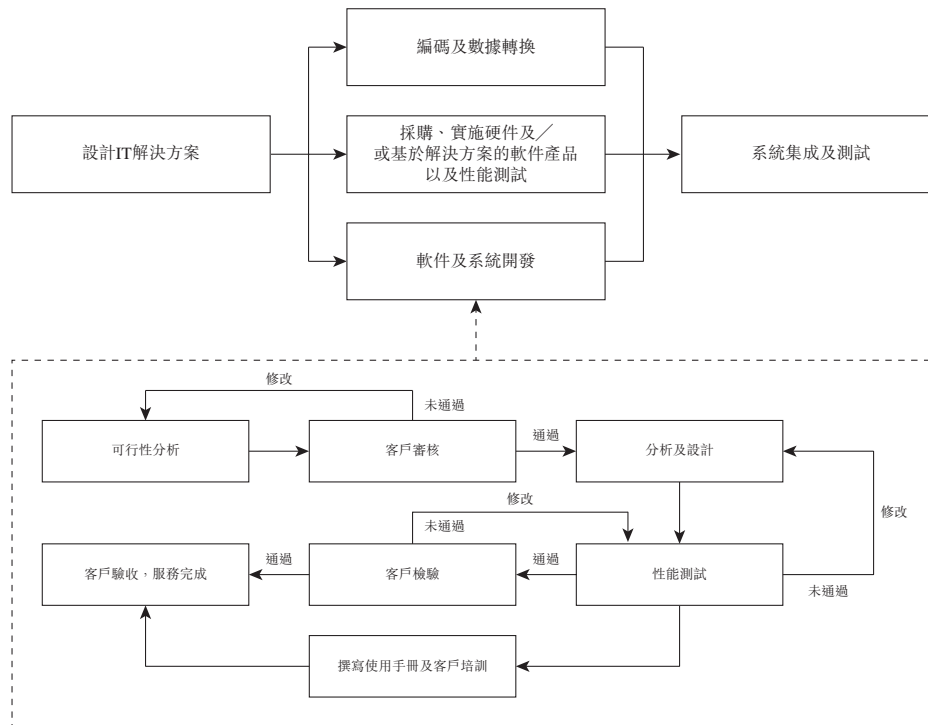 編碼及數據轉換
設計IT解決方案
採購、實施硬件及／
或基於解決方案的軟件產品
以及性能測試
系統集成及測試
軟件及系統開發
修改
未通過
可行性分析
客戶審核
通過
分析及設計
修改
未通過
修改
客戶驗收，服務完成
通過
客戶檢驗
通過
性能測試
未通過
撰寫使用手冊及客戶培訓